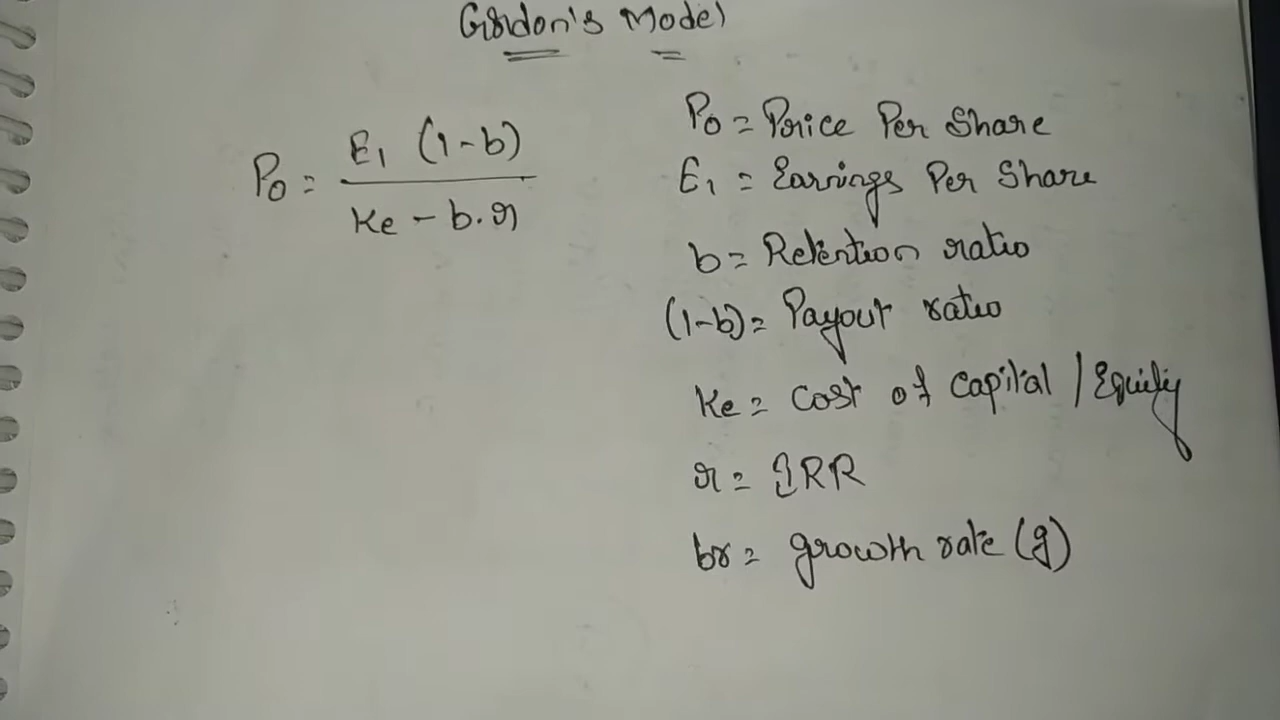 Gordon's Model
P₀ = E₁ (1-b) / Ke - b.r
P₀ = Price Per Share
E₁ = Earnings Per Share
b = Retention ratio
(1-b) = Payout ratio
Ke = Cost of Capital / Equity
r = IRR
br = growth rate (g)